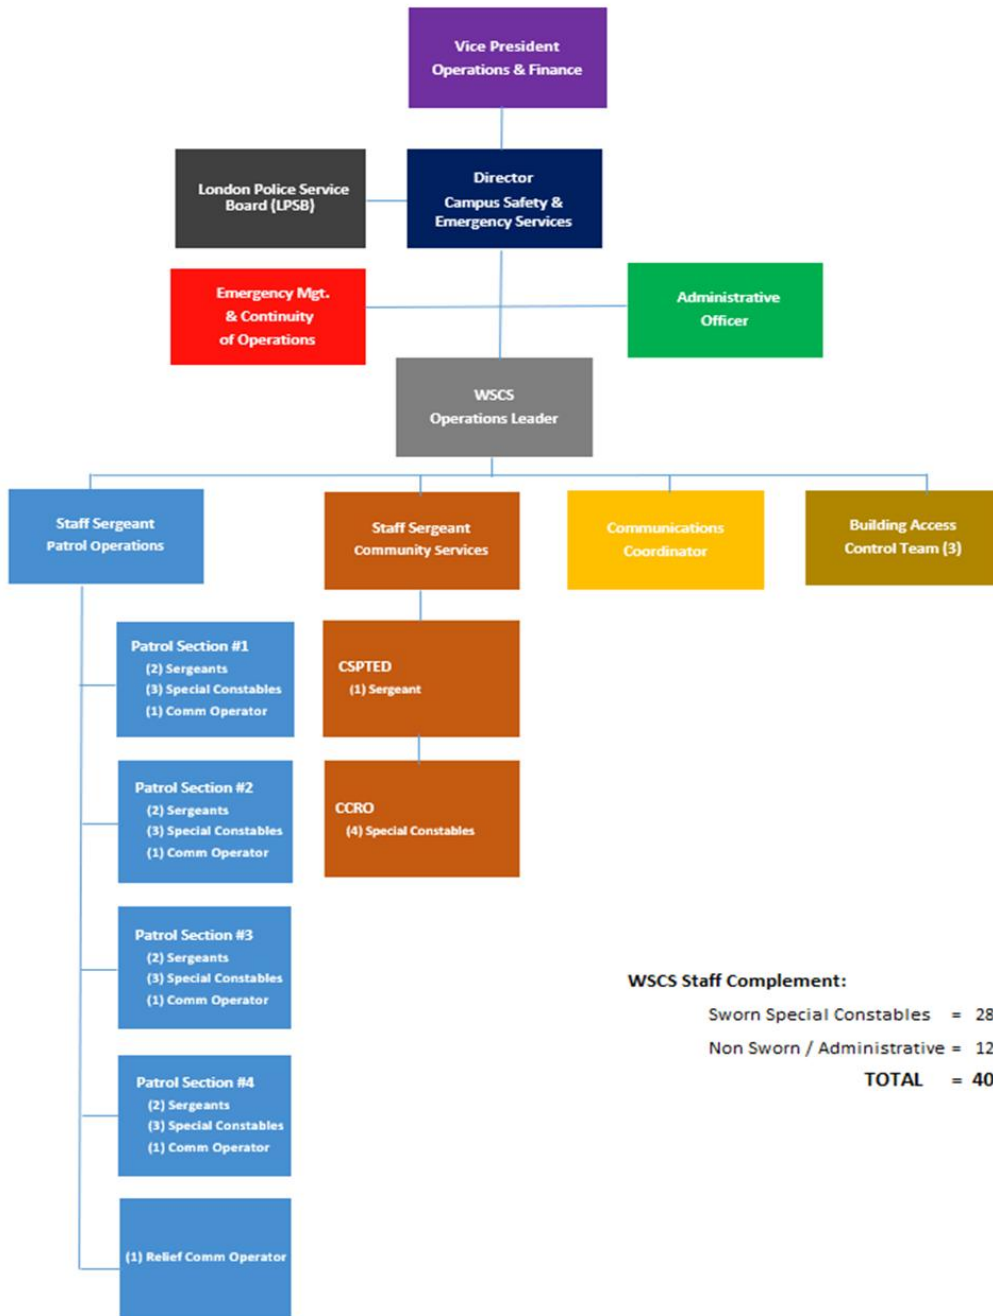 Vice President
Operations & Finance
London Police Service
Board (LPSB)
Director
Campus Safety &
Emergency Services
Emergency Mgt.
& Continuity
of Operations
Administrative
Officer
WSCS
Operations Leader
Staff Sergeant
Patrol Operations
Staff Sergeant
Community Services
Communications
Coordinator
Building Access
Control Team (3)
Patrol Section #1
(2) Sergeants
(3) Special Constables
(1) Comm Operator
CSPTED
(1) Sergeant
Patrol Section #2
(2) Sergeants
(3) Special Constables
(1) Comm Operator
CCRO
(4) Special Constables
Patrol Section #3
(2) Sergeants
(3) Special Constables
(1) Comm Operator
Patrol Section #4
(2) Sergeants
(3) Special Constables
(1) Comm Operator
(1) Relief Comm Operator
WSCS Staff Complement:
Sworn Special Constables = 28
Non Sworn / Administrative = 12
TOTAL = 40